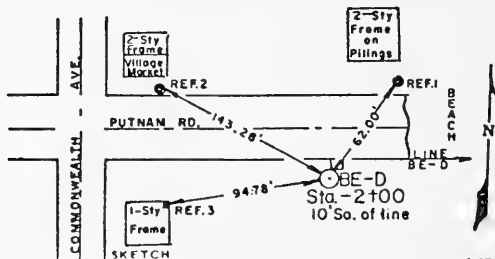 2-Sty
Frame
on
Pilings
2-Sty
Frame
Village
Market
REF.2
REF.1
COMMONWEALTH AVE.
PUTNAM RD.
143.28'
62.00'
BEACH
N
LINE
BE-D
BE-D
Sta.-2+00
10' So. of line
94.78'
1-Sty
Frame
REF. 3
SKETCH